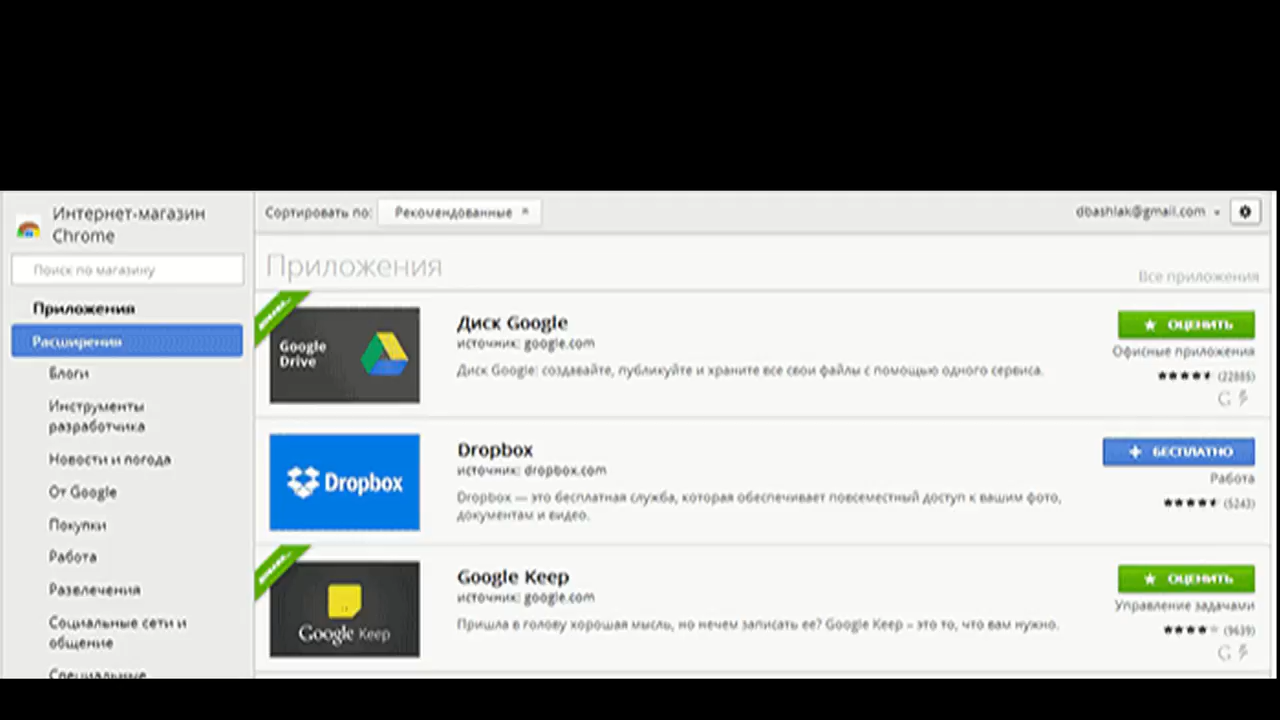 Интернет-магазин
Chrome
Поиск по магазину
Приложения
Расширения
Блоги
Инструменты
разработчика
Новости и погода
От Google
Покупки
Работа
Развлечения
Социальные сети и
общение
Специальные
Сортировать по:
Рекомендованные
dbashlak@gmail.com
Приложения
Все приложения
Google
Drive
Диск Google
источник: google.com
Диск Google: создавайте, публикуйте и храните все свои файлы с помощью одного сервиса.
ОЦЕНИТЬ
Офисные приложения
(22885)
Dropbox
Dropbox
источник: dropbox.com
Dropbox — это бесплатная служба, которая обеспечивает повсеместный доступ к вашим фото,
документам и видео.
БЕСПЛАТНО
Работа
(5243)
Google Keep
Google Keep
источник: google.com
Пришла в голову хорошая мысль, но нечем записать ее? Google Keep – это то, что вам нужно.
ОЦЕНИТЬ
Управление задачами
(9639)